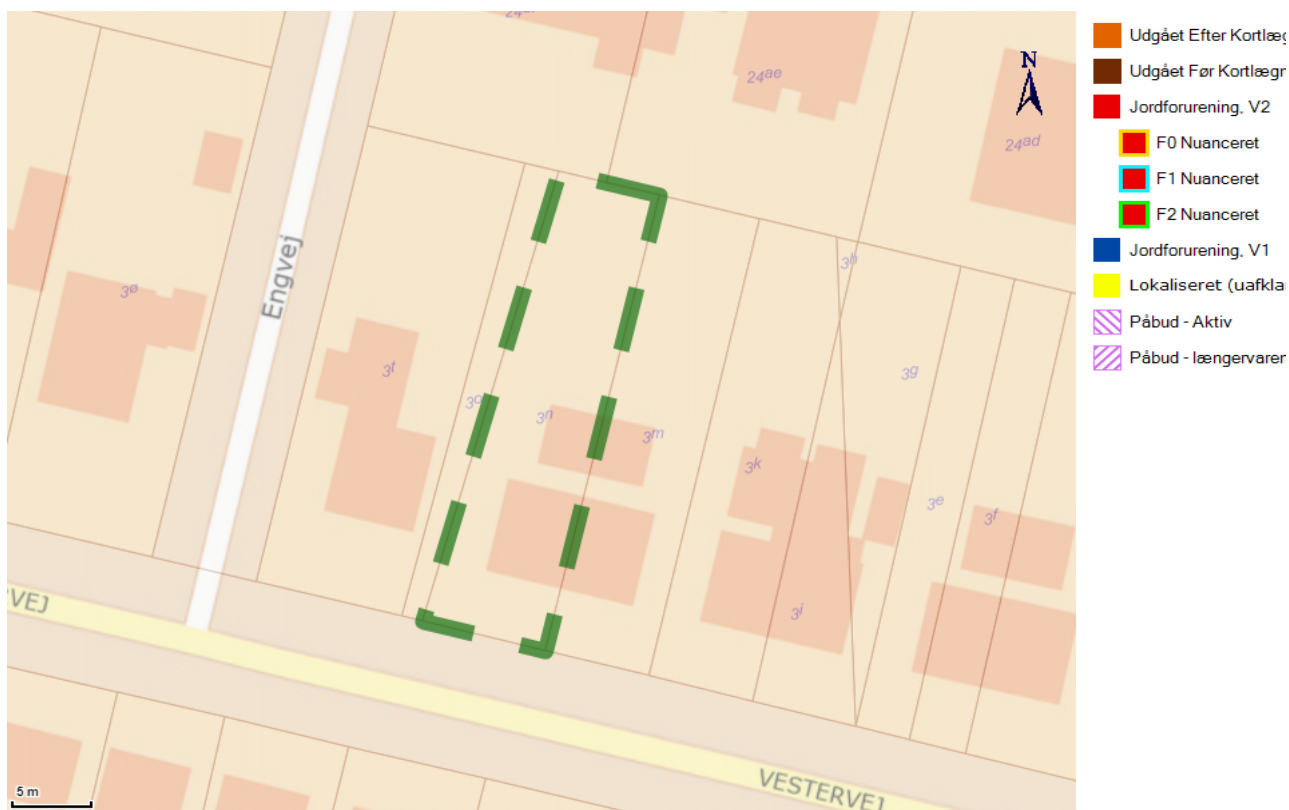 24ae
N
24ad
3ø
Engvej
3h
3t
3g
3n
3m
3k
3e
3f
3i
VEJ
VESTERVEJ
5 m
Udgået Efter Kortlæg
Udgået Før Kortlægn
Jordforurening, V2
F0 Nuanceret
F1 Nuanceret
F2 Nuanceret
Jordforurening, V1
Lokaliseret (uafkla
Påbud - Aktiv
Påbud - længervarer